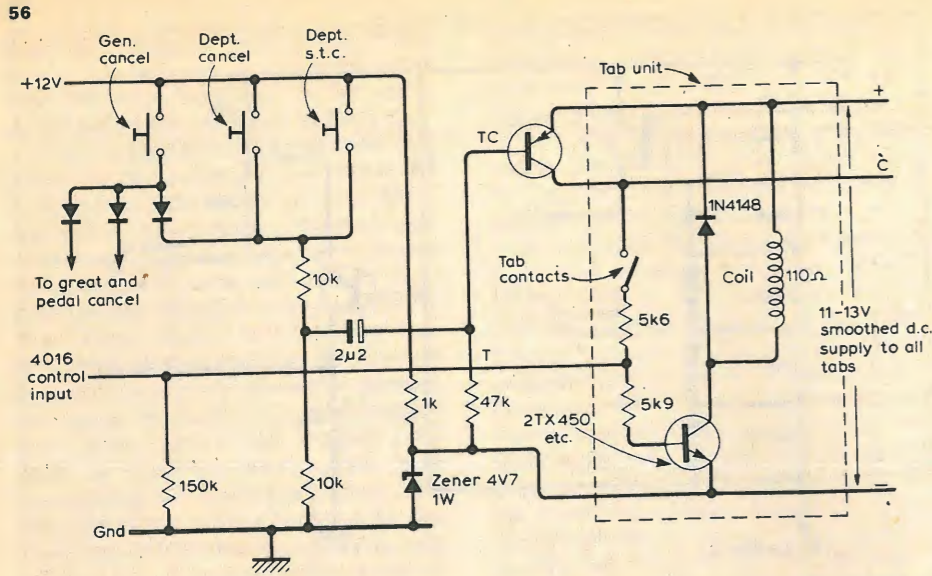 56
Gen.
cancel
Dept.
cancel
Dept.
s.t.c.
+12V
To great and
pedal cancel
10k
2µ2
4016
control
input
150k
Gnd
10k
1k
47k
T
Zener 4V7
1W
TC
Tab unit
+
C
1N4148
Tab
contacts
5k6
5k9
2TX450
etc.
Coil
110Ω
11-13V
smoothed d.c.
supply to all
tabs
−